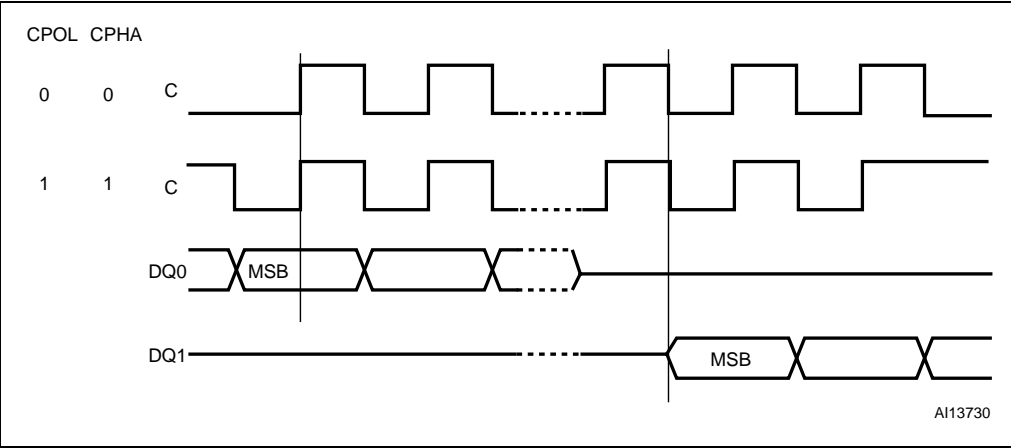 CPOL CPHA
0 0 C
1 1 C
DQ0 MSB
DQ1 MSB
AI13730